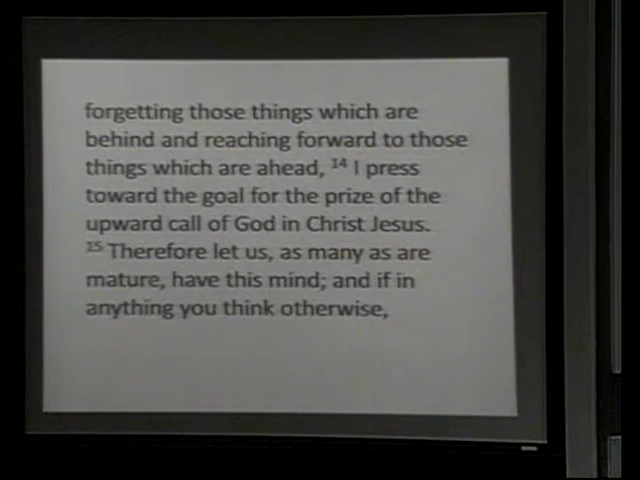 forgetting those things which are
behind and reaching forward to those
things which are ahead, ¹⁴ I press
toward the goal for the prize of the
upward call of God in Christ Jesus.
¹⁵ Therefore let us, as many as are
mature, have this mind; and if in
anything you think otherwise,